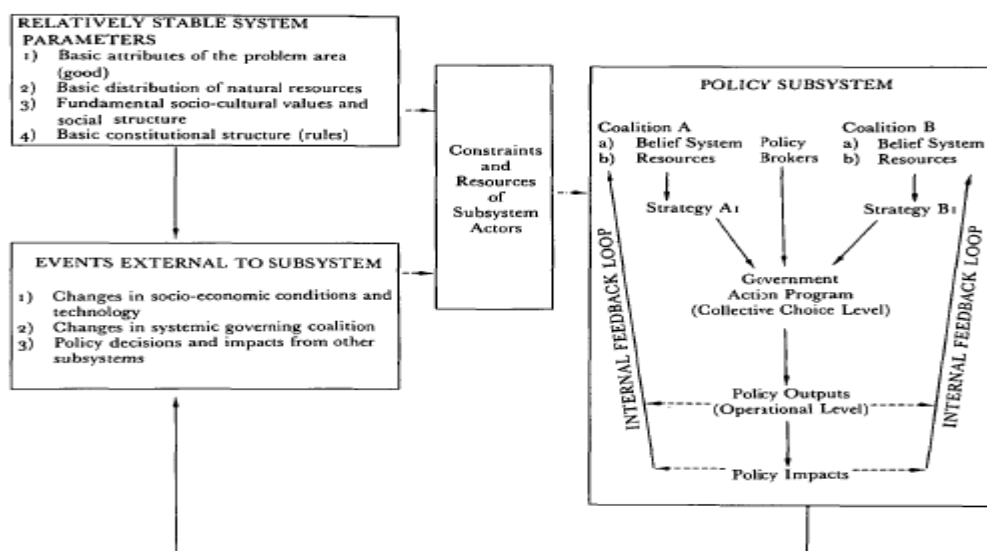 RELATIVELY STABLE SYSTEM
PARAMETERS
1) Basic attributes of the problem area
(good)
2) Basic distribution of natural resources
3) Fundamental socio-cultural values and
social structure
4) Basic constitutional structure (rules)
EVENTS EXTERNAL TO SUBSYSTEM
1) Changes in socio-economic conditions and
technology
2) Changes in systemic governing coalition
3) Policy decisions and impacts from other
subsystems
Constraints
and
Resources
of
Subsystem
Actors
POLICY SUBSYSTEM
Coalition A
a) Belief System
b) Resources
Policy
Brokers
Coalition B
a) Belief System
b) Resources
Strategy A1
Strategy B1
Government
Action Program
(Collective Choice Level)
Policy Outputs
(Operational Level)
Policy Impacts
INTERNAL FEEDBACK LOOP
INTERNAL FEEDBACK LOOP